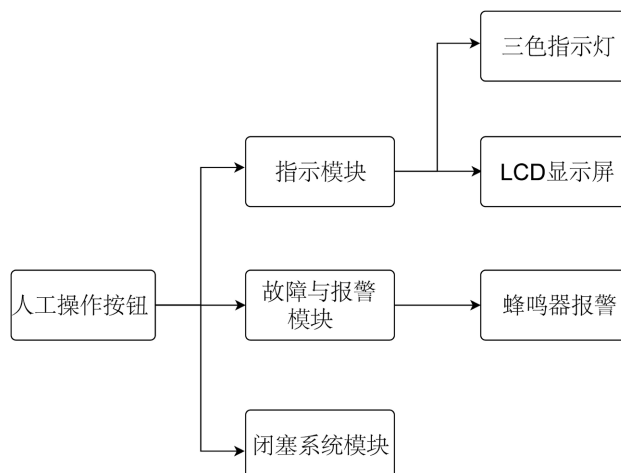 三色指示灯
指示模块
LCD显示屏
人工操作按钮
故障与报警
模块
蜂鸣器报警
闭塞系统模块